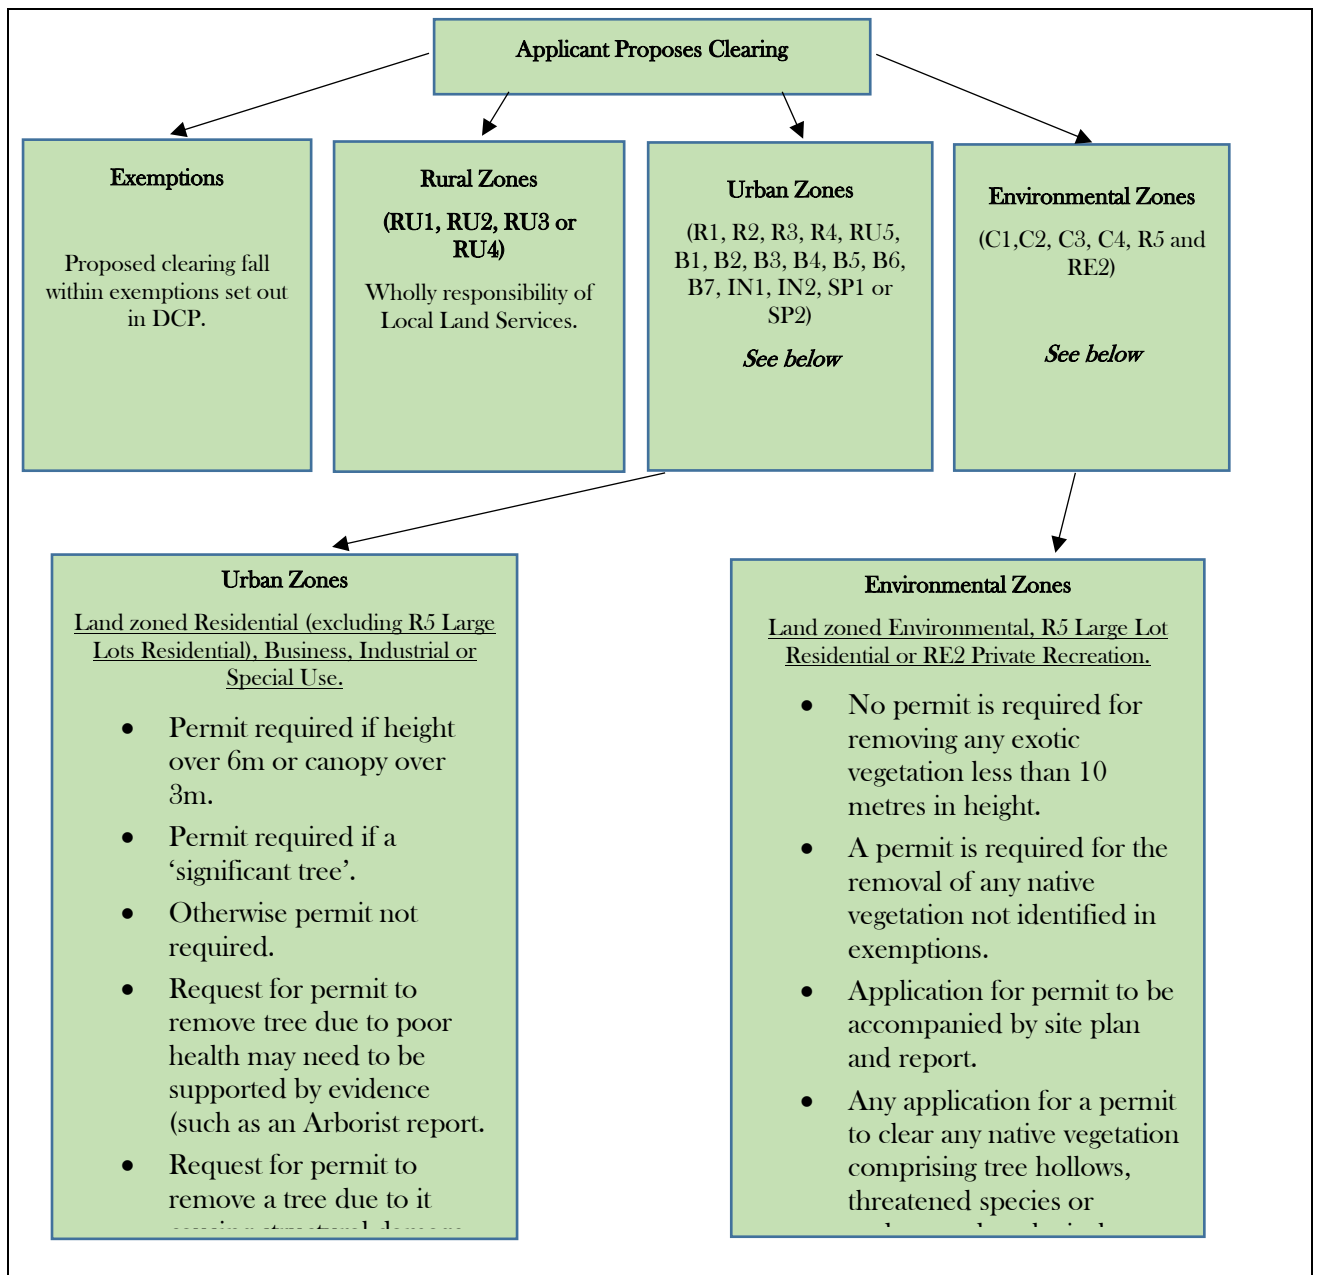 Applicant Proposes Clearing
Exemptions
Proposed clearing fall
within exemptions set out
in DCP.
Rural Zones
(RU1, RU2, RU3 or
RU4)
Wholly responsibility of
Local Land Services.
Urban Zones
(R1, R2, R3, R4, RU5,
B1, B2, B3, B4, B5, B6,
B7, IN1, IN2, SP1 or
SP2)
See below
Environmental Zones
(C1,C2, C3, C4, R5 and
RE2)
See below
Urban Zones
Land zoned Residential (excluding R5 Large
Lots Residential), Business, Industrial or
Special Use.
• Permit required if height
over 6m or canopy over
3m.
• Permit required if a
‘significant tree’.
• Otherwise permit not
required.
• Request for permit to
remove tree due to poor
health may need to be
supported by evidence
(such as an Arborist report.
• Request for permit to
remove a tree due to it
Environmental Zones
Land zoned Environmental, R5 Large Lot
Residential or RE2 Private Recreation.
• No permit is required for
removing any exotic
vegetation less than 10
metres in height.
• A permit is required for the
removal of any native
vegetation not identified in
exemptions.
• Application for permit to be
accompanied by site plan
and report.
• Any application for a permit
to clear any native vegetation
comprising tree hollows,
threatened species or